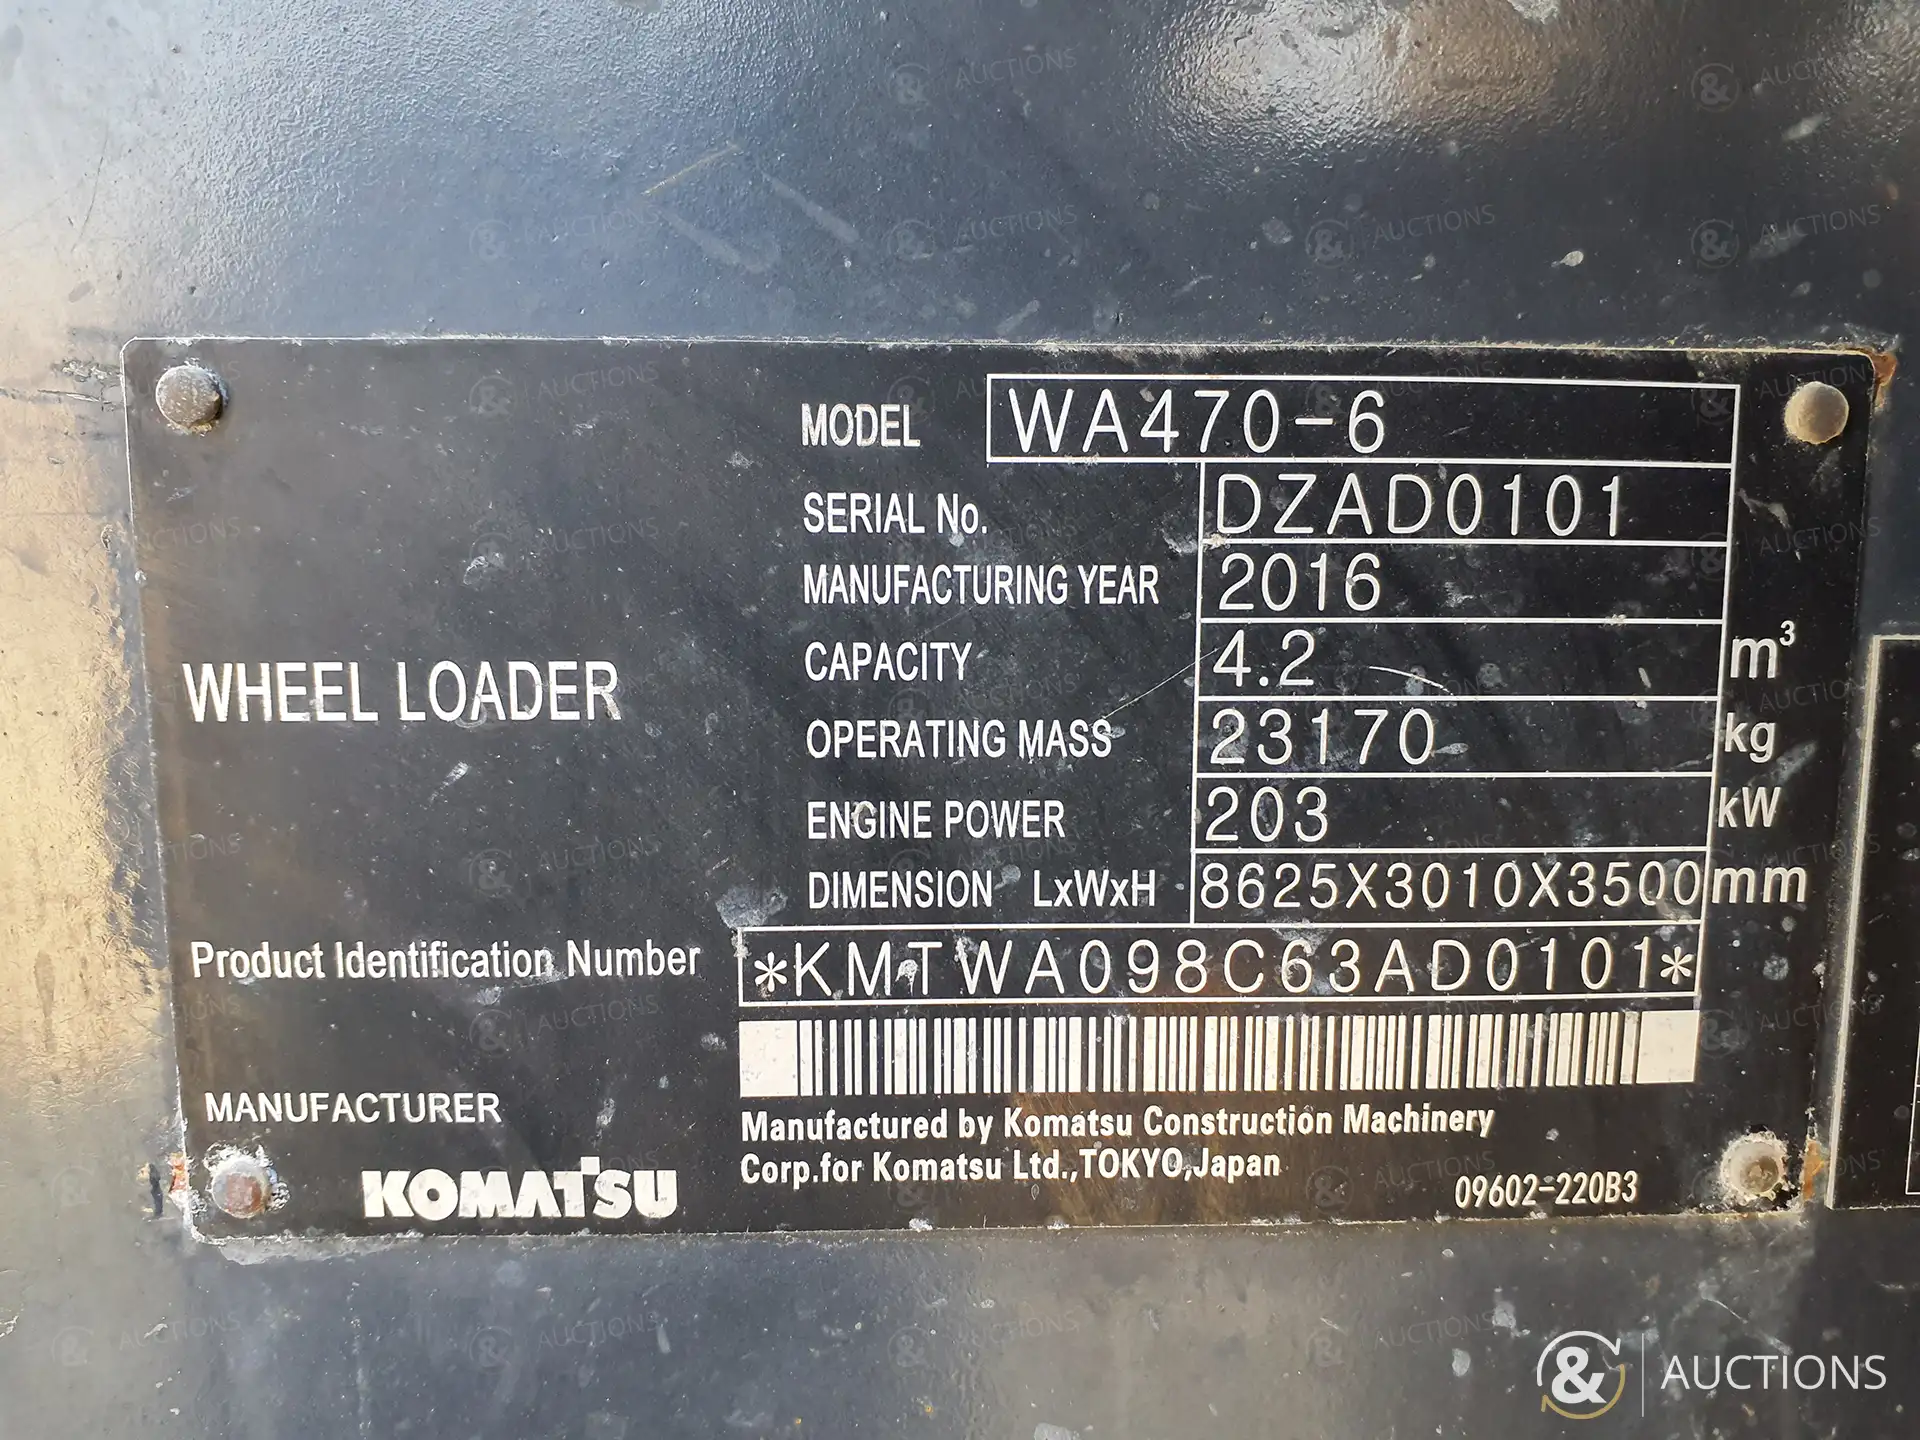 MODEL WA470-6
SERIAL No. DZAD0101
MANUFACTURING YEAR 2016
CAPACITY 4.2 m³
WHEEL LOADER
OPERATING MASS 23170 kg
ENGINE POWER 203 kW
DIMENSION LxWxH 8625X3010X3500 mm
Product Identification Number *KMTWA098C63AD0101*
MANUFACTURER
Manufactured by Komatsu Construction Machinery
Corp.for Komatsu Ltd.,TOKYO,Japan
KOMATSU
09602-220B3
& AUCTIONS